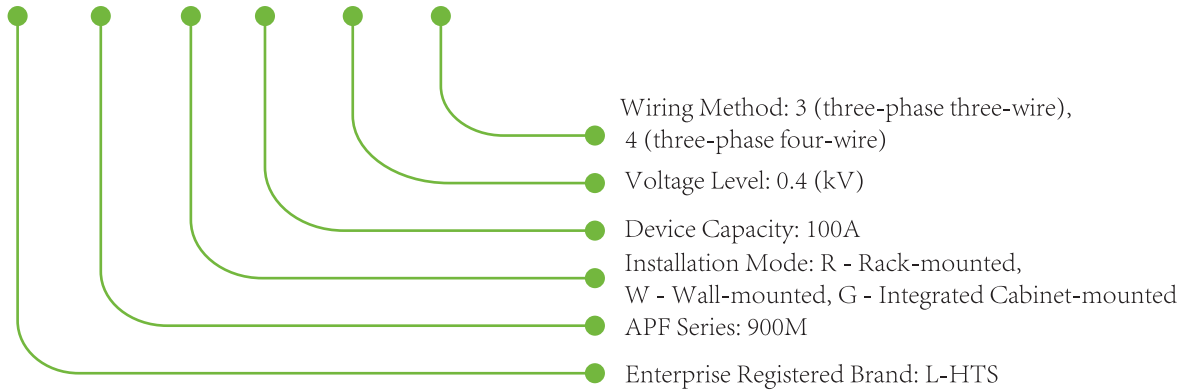 Wiring Method: 3 (three-phase three-wire),
4 (three-phase four-wire)
Voltage Level: 0.4 (kV)
Device Capacity: 100A
Installation Mode: R - Rack-mounted,
W - Wall-mounted, G - Integrated Cabinet-mounted
APF Series: 900M
Enterprise Registered Brand: L-HTS